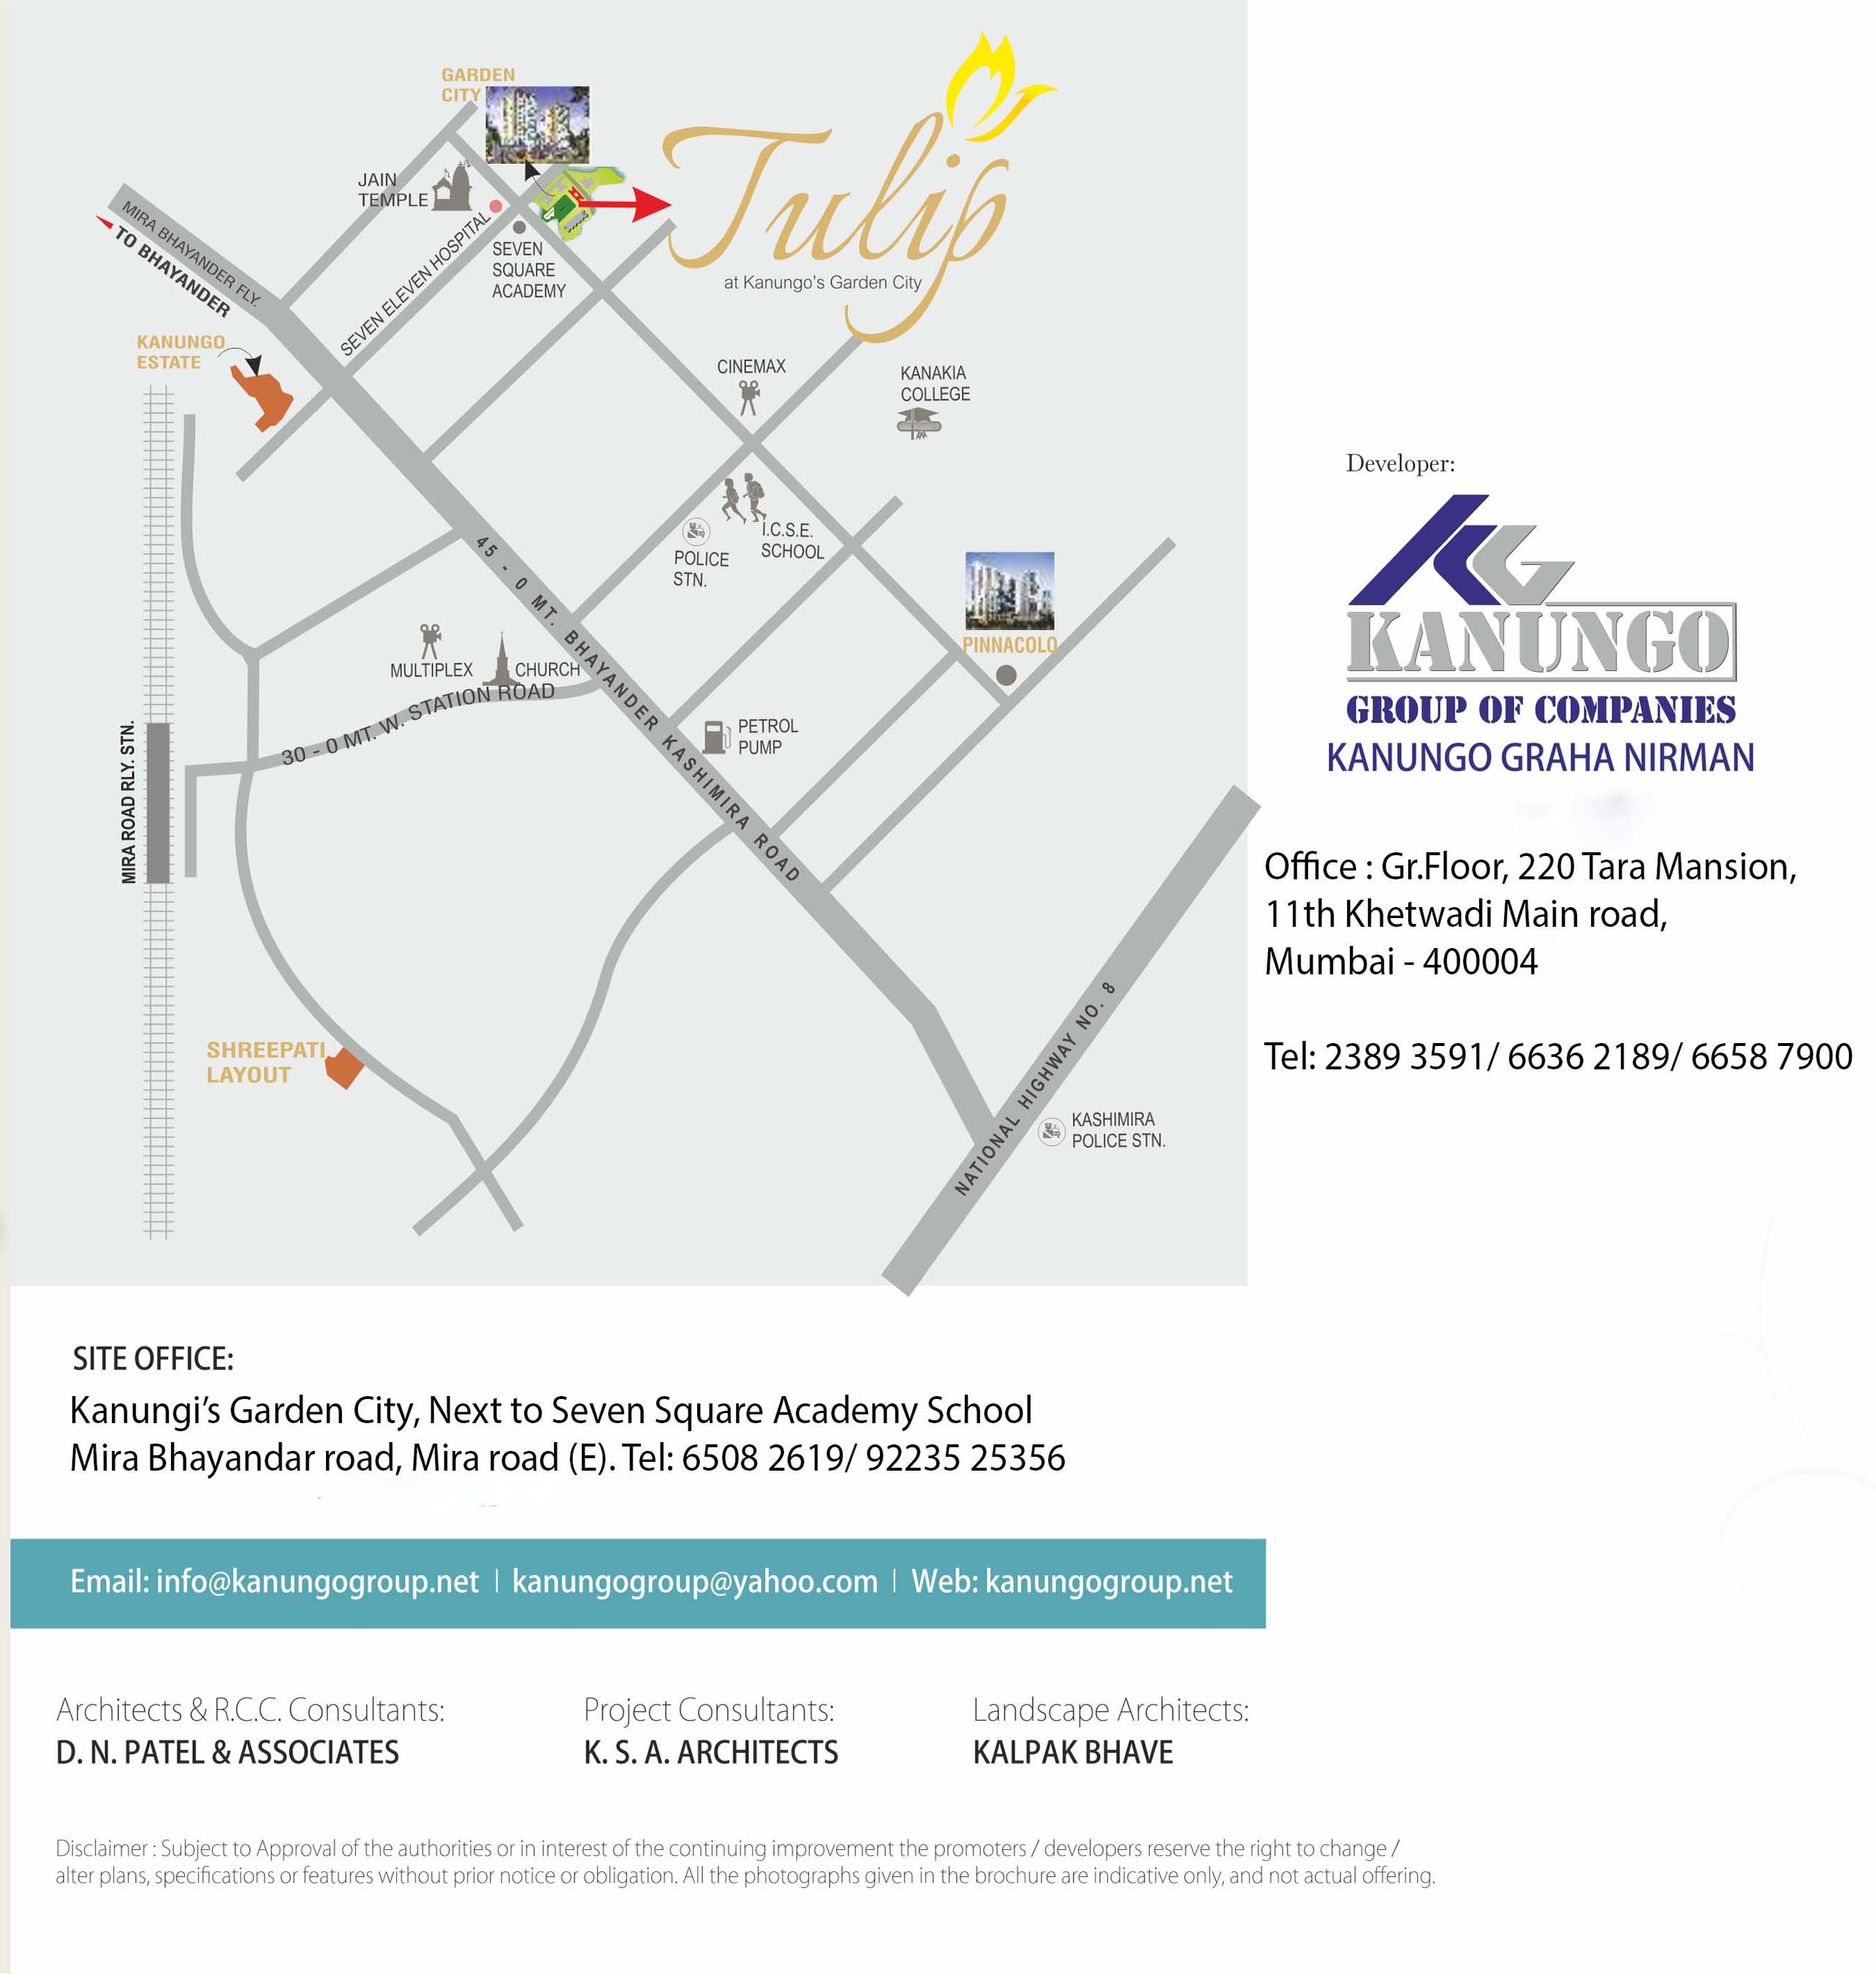 GARDEN
CITY
JAIN
TEMPLE
MIRA BHAYANDER FLY.
TO BHAYANDER
SEVEN ELEVEN HOSPITAL
SEVEN
SQUARE
ACADEMY
Tulip
at Kanungo's Garden City
KANUNGO
ESTATE
CINEMAX
KANAKIA
COLLEGE
I.C.S.E.
SCHOOL
POLICE
STN.
45 - 0 MT. BHAYANDER KASHIMIRA ROAD
PINNACOLO
MULTIPLEX
CHURCH
30 - 0 MT. W. STATION ROAD
PETROL
PUMP
MIRA ROAD RLY. STN.
SHREEPATI
LAYOUT
NATIONAL HIGHWAY NO. 8
KASHIMIRA
POLICE STN.
Developer:
KG
KANUNGO
GROUP OF COMPANIES
KANUNGO GRAHA NIRMAN
Office : Gr.Floor, 220 Tara Mansion,
11th Khetwadi Main road,
Mumbai - 400004
Tel: 2389 3591/ 6636 2189/ 6658 7900
SITE OFFICE:
Kanungi's Garden City, Next to Seven Square Academy School
Mira Bhayandar road, Mira road (E). Tel: 6508 2619/ 92235 25356
Email: info@kanungogroup.net | kanungogroup@yahoo.com | Web: kanungogroup.net
Architects & R.C.C. Consultants:
D. N. PATEL & ASSOCIATES
Project Consultants:
K. S. A. ARCHITECTS
Landscape Architects:
KALPAK BHAVE
Disclaimer : Subject to Approval of the authorities or in interest of the continuing improvement the promoters / developers reserve the right to change /
alter plans, specifications or features without prior notice or obligation. All the photographs given in the brochure are indicative only, and not actual offering.